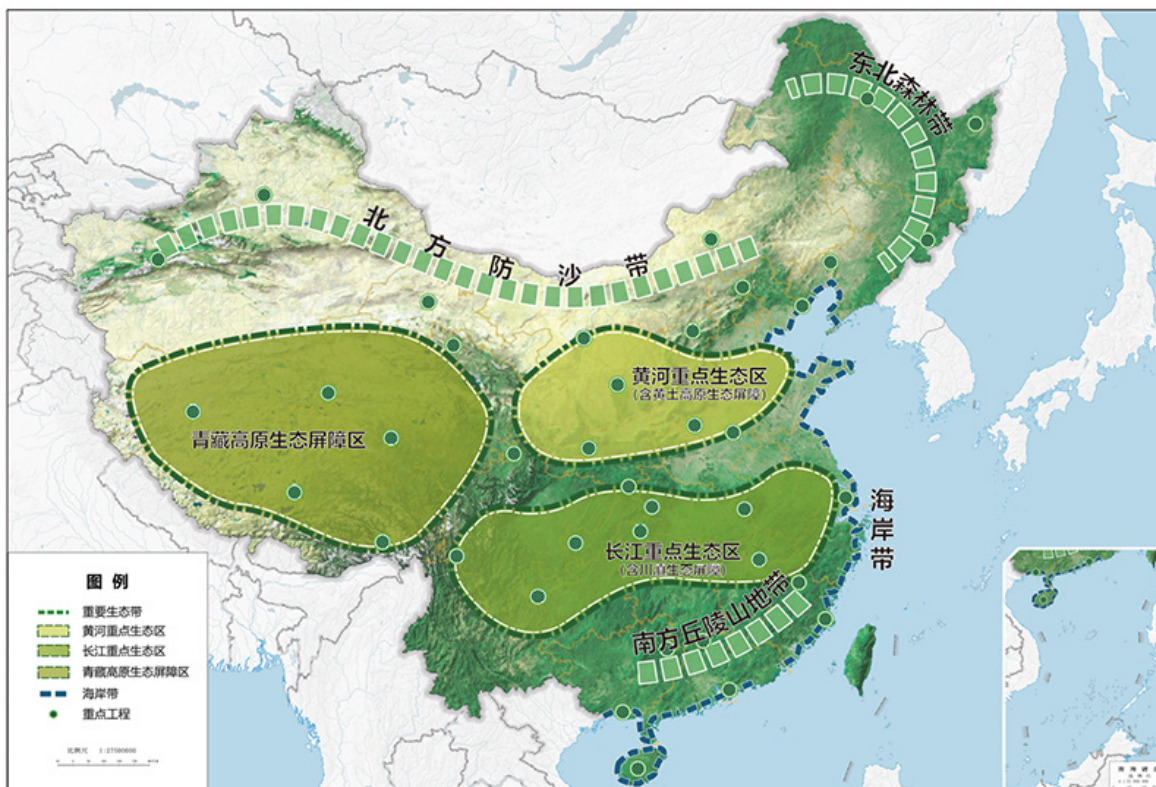 东北森林带
北方防沙带
黄河重点生态区
（含黄土高原生态屏障）
青藏高原生态屏障区
海岸带
长江重点生态区
（含川滇生态屏障）
南方丘陵山地带
图 例
重要生态带
黄河重点生态区
长江重点生态区
青藏高原生态屏障区
海岸带
重点工程
比例尺 1:27500000